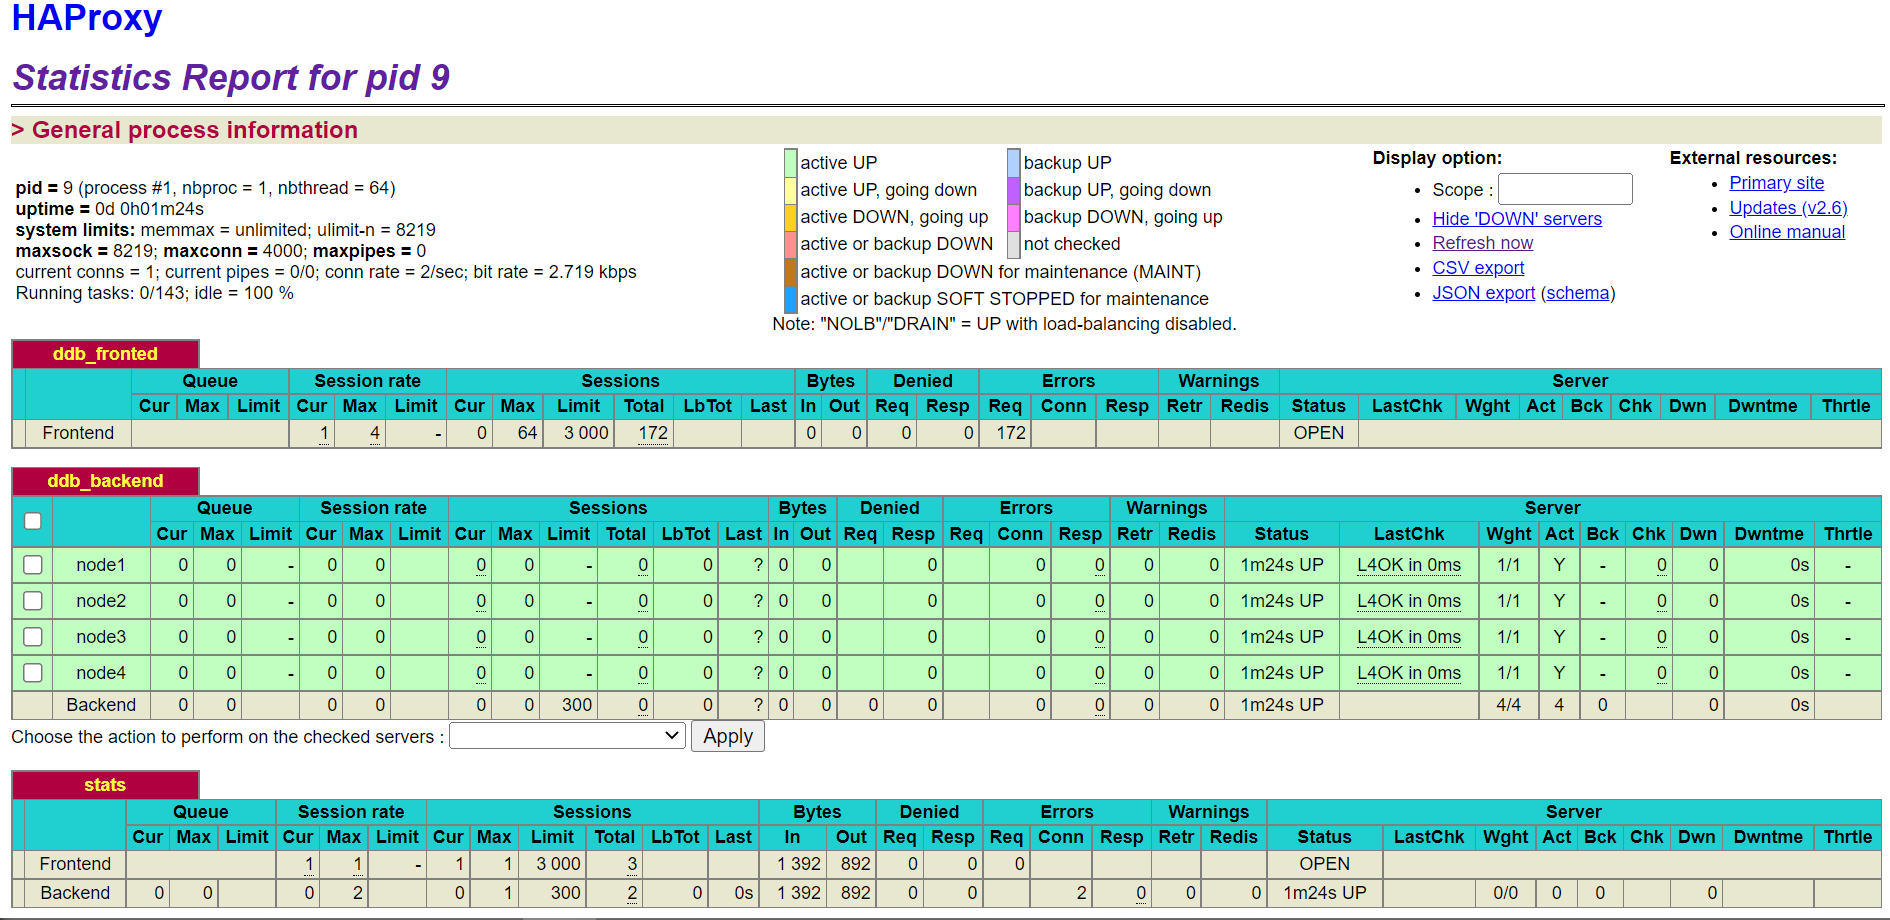 HAProxy
Statistics Report for pid 9
> General process information
pid = 9 (process #1, nbproc = 1, nbthread = 64)
uptime = 0d 0h01m24s
system limits: memmax = unlimited; ulimit-n = 8219
maxsock = 8219; maxconn = 4000; maxpipes = 0
current conns = 1; current pipes = 0/0; conn rate = 2/sec; bit rate = 2.719 kbps
Running tasks: 0/143; idle = 100 %
active UP backup UP
active UP, going down backup UP, going down
active DOWN, going up backup DOWN, going up
active or backup DOWN not checked
active or backup DOWN for maintenance (MAINT)
active or backup SOFT STOPPED for maintenance
Note: "NOLB"/"DRAIN" = UP with load-balancing disabled.
Display option:
• Scope :
• Hide 'DOWN' servers
• Refresh now
• CSV export
• JSON export (schema)
External resources:
• Primary site
• Updates (v2.6)
• Online manual
ddb_fronted
Queue Session rate Sessions Bytes Denied Errors Warnings Server
Cur Max Limit Cur Max Limit Cur Max Limit Total LbTot Last In Out Req Resp Req Conn Resp Retr Redis Status LastChk Wght Act Bck Chk Dwn Dwntme Thrtle
Frontend 1 4 - 0 64 3 000 172 0 0 0 0 172 OPEN
ddb_backend
Queue Session rate Sessions Bytes Denied Errors Warnings Server
Cur Max Limit Cur Max Limit Cur Max Limit Total LbTot Last In Out Req Resp Req Conn Resp Retr Redis Status LastChk Wght Act Bck Chk Dwn Dwntme Thrtle
node1 0 0 - 0 0 0 0 - 0 0 ? 0 0 0 0 0 0 0 1m24s UP L4OK in 0ms 1/1 Y - 0 0 0s -
node2 0 0 - 0 0 0 0 - 0 0 ? 0 0 0 0 0 0 0 1m24s UP L4OK in 0ms 1/1 Y - 0 0 0s -
node3 0 0 - 0 0 0 0 - 0 0 ? 0 0 0 0 0 0 0 1m24s UP L4OK in 0ms 1/1 Y - 0 0 0s -
node4 0 0 - 0 0 0 0 - 0 0 ? 0 0 0 0 0 0 0 1m24s UP L4OK in 0ms 1/1 Y - 0 0 0s -
Backend 0 0 0 0 0 0 300 0 0 ? 0 0 0 0 0 0 0 0 1m24s UP 4/4 4 0 0 0s
Choose the action to perform on the checked servers : Apply
stats
Queue Session rate Sessions Bytes Denied Errors Warnings Server
Cur Max Limit Cur Max Limit Cur Max Limit Total LbTot Last In Out Req Resp Req Conn Resp Retr Redis Status LastChk Wght Act Bck Chk Dwn Dwntme Thrtle
Frontend 1 1 - 1 1 3 000 3 1 392 892 0 0 0 OPEN
Backend 0 0 0 2 0 1 300 2 0 0s 1 392 892 0 0 2 0 0 0 1m24s UP 0/0 0 0 0